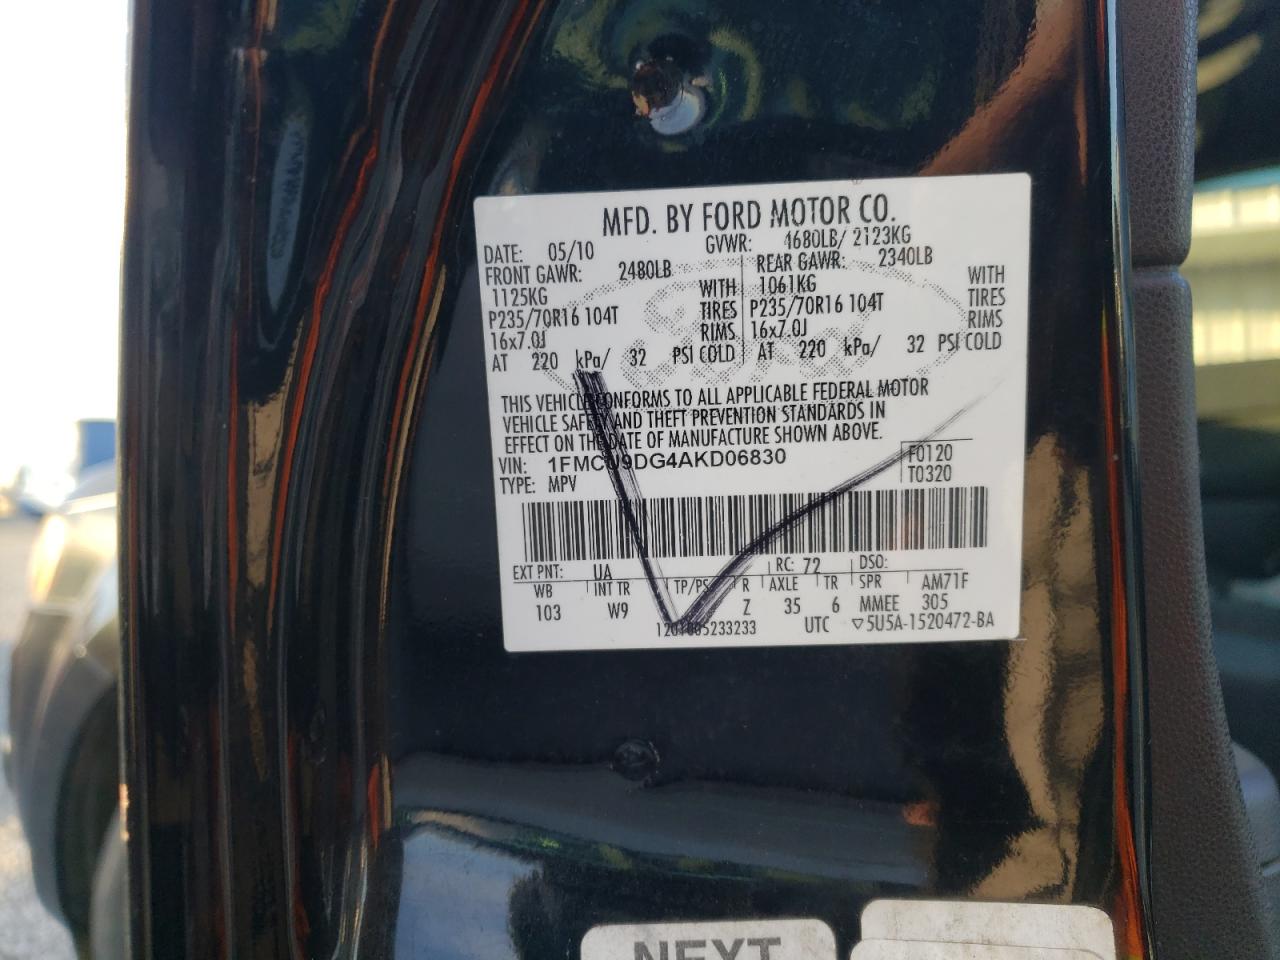 MFD. BY FORD MOTOR CO.
DATE: 05/10 GVWR: 4680LB/ 2123KG
FRONT GAWR: 2480LB REAR GAWR: 2340LB
1125KG WITH 1061KG WITH
P235/70R16 104T TIRES P235/70R16 104T TIRES
16x7.0J RIMS 16x7.0J RIMS
AT 220 kPa/ 32 PSI COLD AT 220 kPa/ 32 PSI COLD
THIS VEHICLE CONFORMS TO ALL APPLICABLE FEDERAL MOTOR
VEHICLE SAFETY AND THEFT PREVENTION STANDARDS IN
EFFECT ON THE DATE OF MANUFACTURE SHOWN ABOVE.
VIN: 1FMCU9DG4AKD06830 F0120
TYPE: MPV T0320
EXT PNT: UA RC: 72 DSO:
WB INT TR TP/PS R AXLE TR SPR AM71F
103 W9 Z 35 6 MMEE 305
1201005233233 UTC ▽5U5A-1520472-BA
NEXT